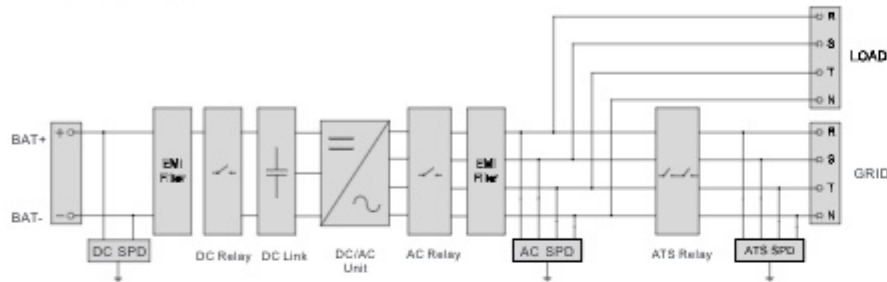 R
S
T
N
LOAD
BAT+
+
BAT-
−
EMI
Filter
DC SPD
DC Relay
DC Link
DC/AC
Unit
AC Relay
EMI
Filter
AC SPD
ATS Relay
ATS SPD
R
S
T
N
GRID